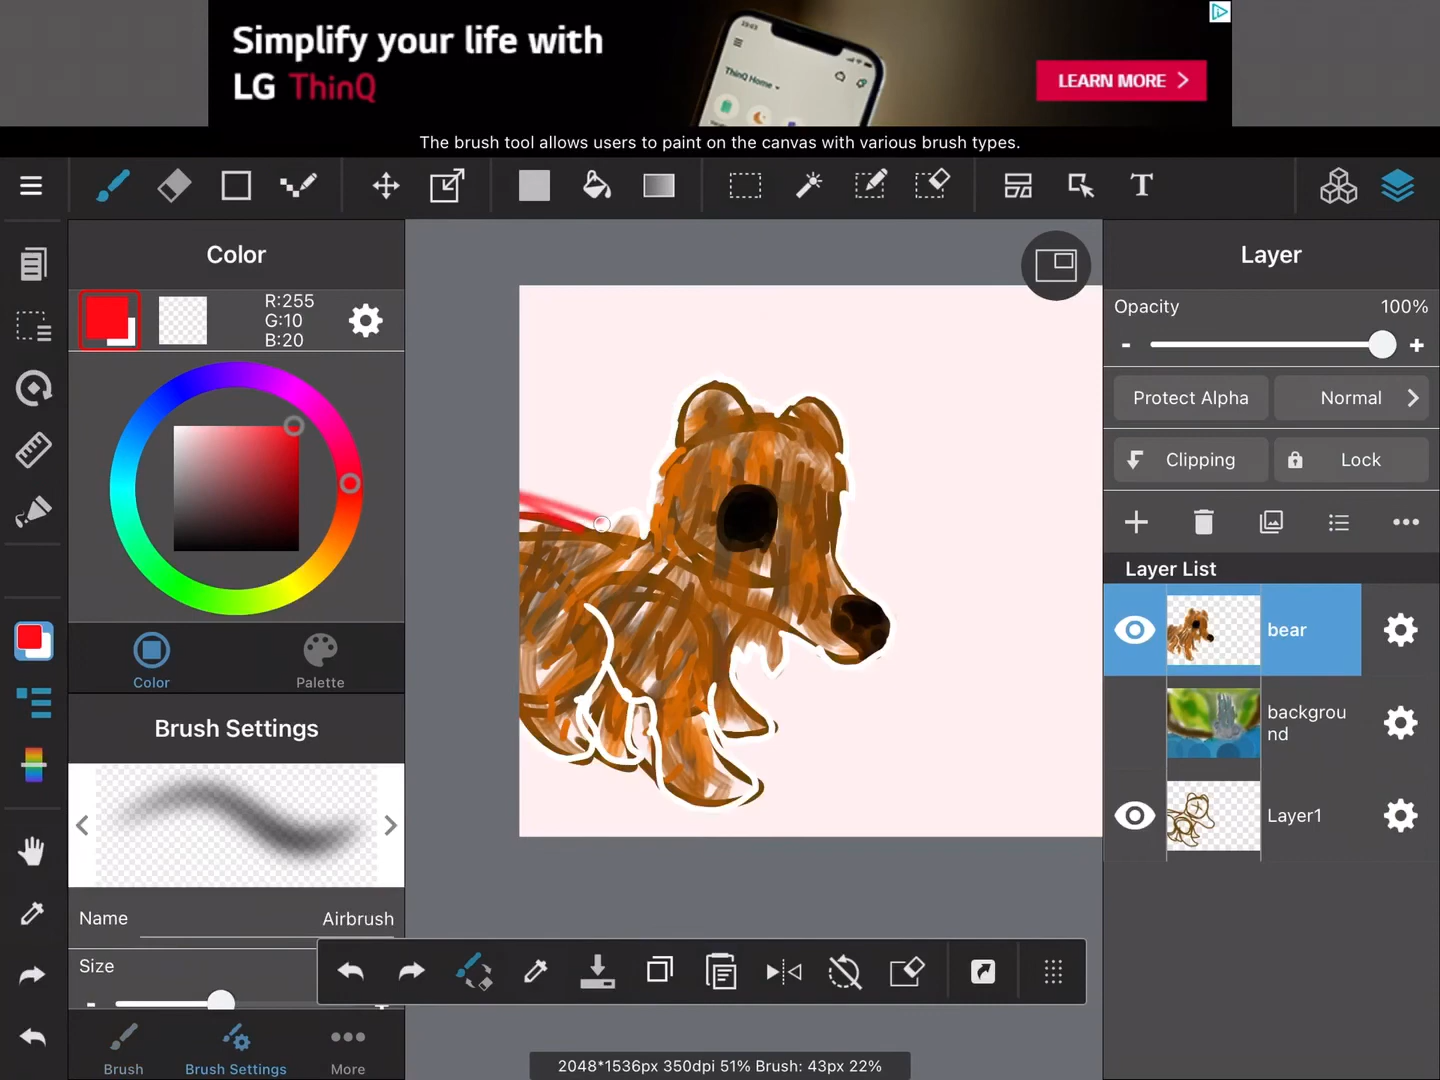 Simplify your life with
LG ThinQ
ThinQ Home
LEARN MORE >
The brush tool allows users to paint on the canvas with various brush types.
T
Color
R:255
G:10
B:20
Color
Palette
Brush Settings
Name
Airbrush
Size
-
+
Brush
Brush Settings
More
2048*1536px 350dpi 51% Brush: 43px 22%
Layer
Opacity
100%
-
+
Protect Alpha
Normal
Clipping
Lock
Layer List
bear
backgrou
nd
Layer1